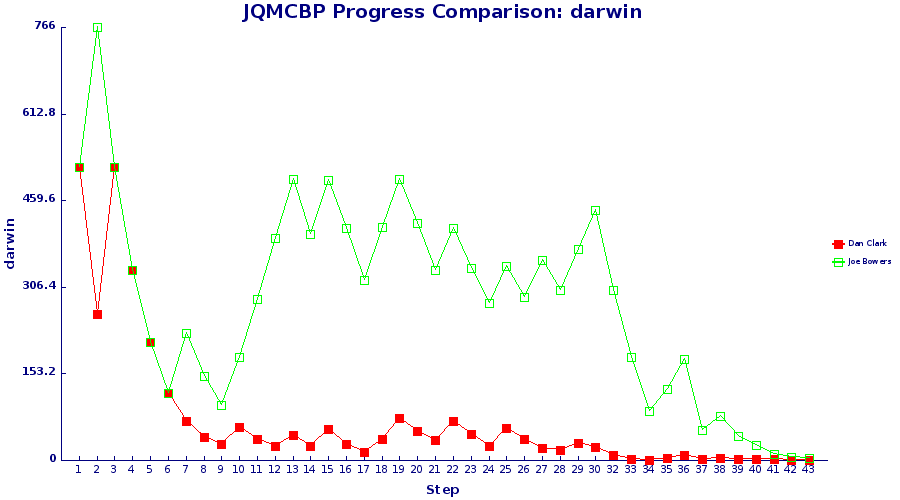 JQMCBP Progress Comparison: darwin
766
612.8
459.6
306.4
153.2
0
darwin
1 2 3 4 5 6 7 8 9 10 11 12 13 14 15 16 17 18 19 20 21 22 23 24 25 26 27 28 29 30 32 33 34 35 36 37 38 39 40 41 42 43
Step
Dan Clark
Joe Bowers